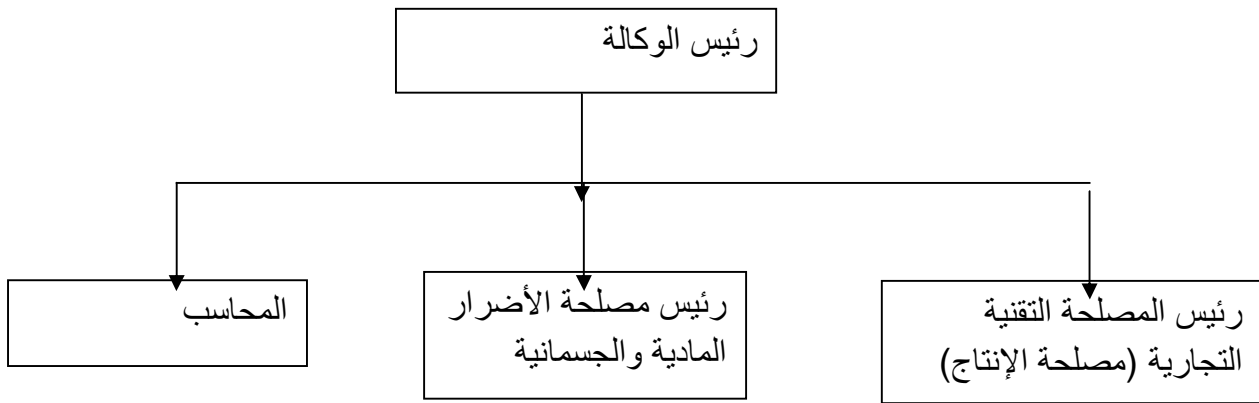 رئيس الوكالة
رئيس المصلحة التقنية
التجارية (مصلحة الإنتاج)
رئيس مصلحة الأضرار
المادية والجسمانية
المحاسب